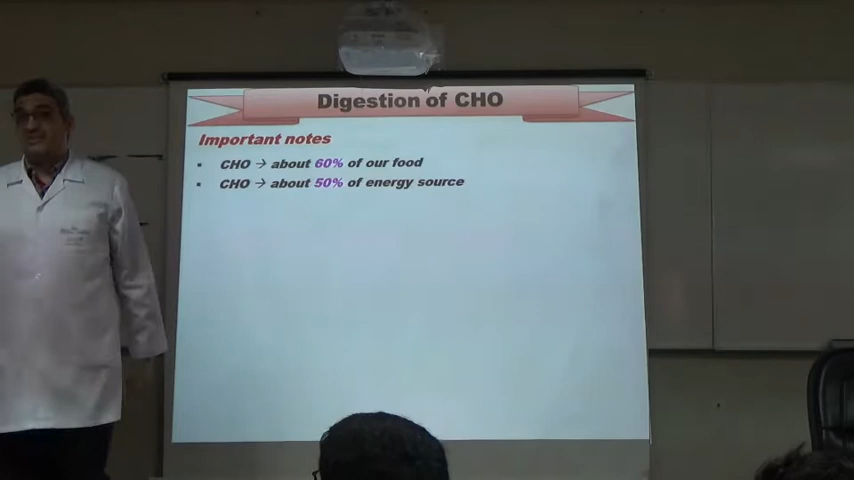 Digestion of CHO
Important notes
• CHO → about 60% of our food
• CHO → about 50% of energy source